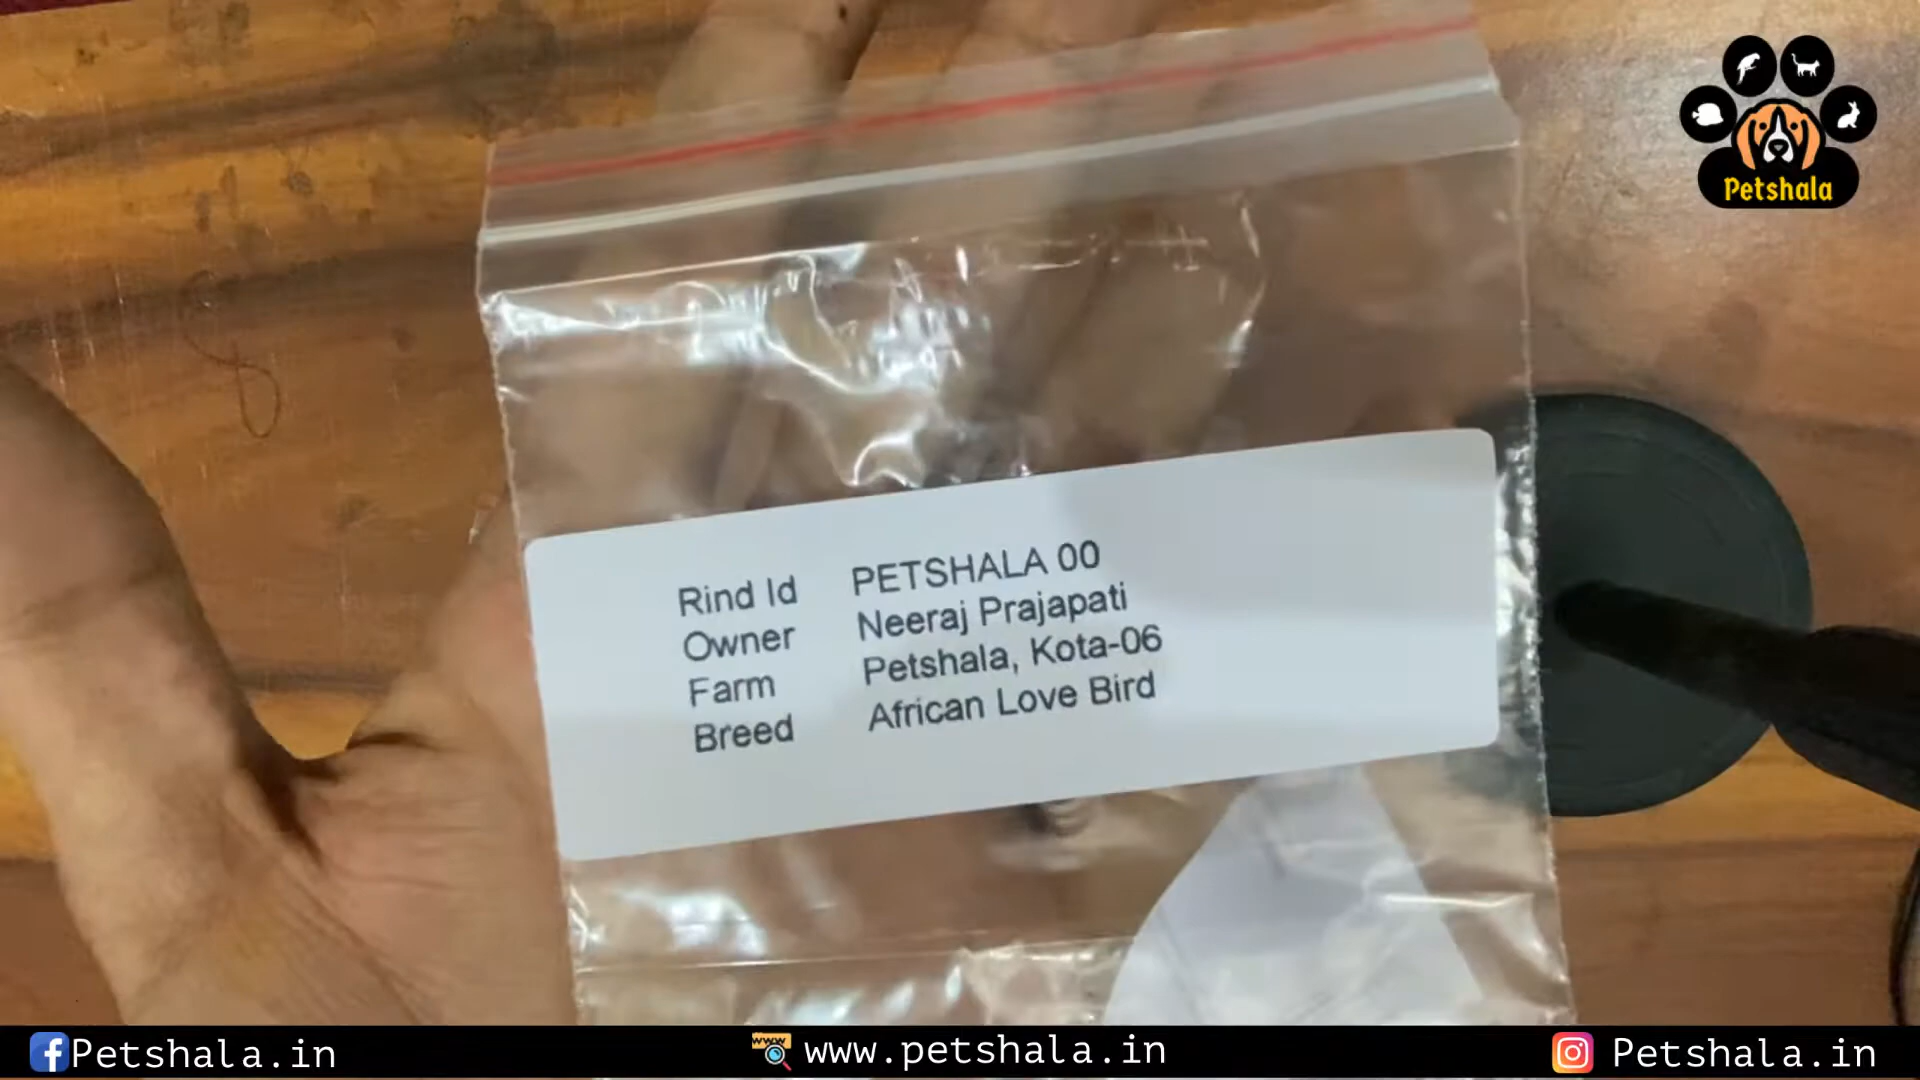 Petshala
Rind Id PETSHALA 00
Owner Neeraj Prajapati
Farm Petshala, Kota-06
Breed African Love Bird
Petshala.in
www.petshala.in
Petshala.in